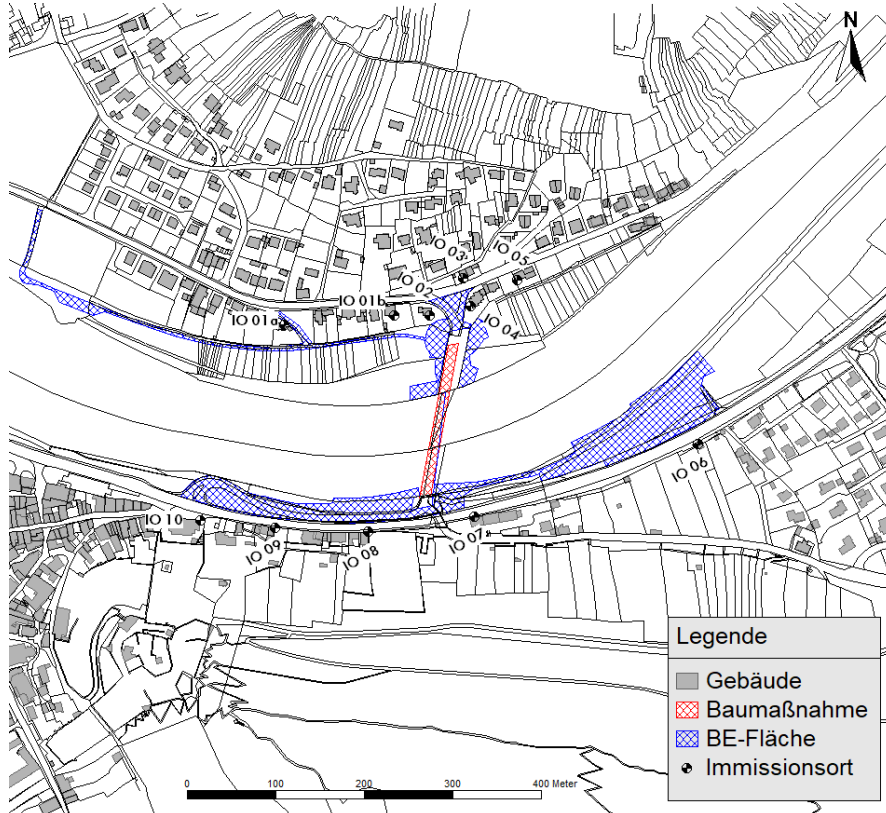 N
IO 03
IO 05
IO 02
IO 01b
IO 01a
IO 04
IO 06
IO 10
IO 09
IO 08
IO 07
Legende
Gebäude
Baumaßnahme
BE-Fläche
Immissionsort
0 100 200 300 400 Meter